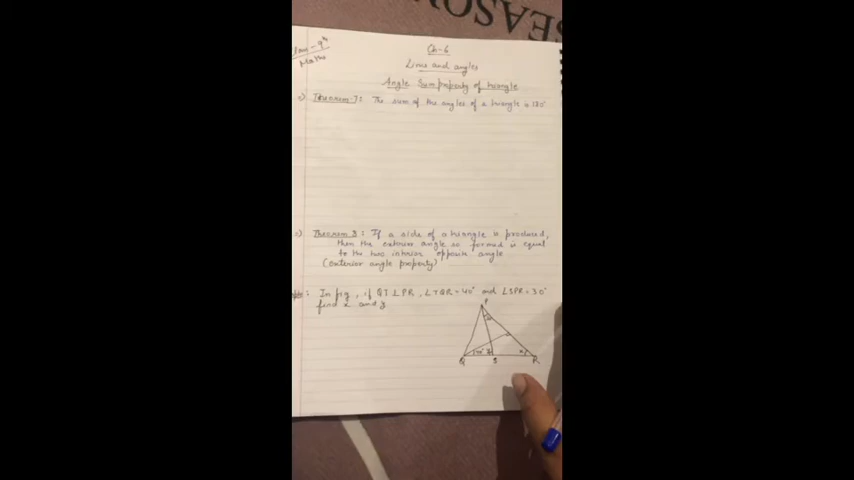 SEASON
Class - 9th
Maths
Ch-6
Lines and angles
Angle Sum property of triangle
Theorem-7: The sum of the angles of a triangle is 180°
Theorem 8: If a side of a triangle is produced,
then the exterior angle so formed is equal
to the two interior opposite angle
(exterior angle property)
: In fig, if QT ⊥ PR, ∠TQR = 40° and ∠SPR = 30°
find x and y
P
40° y x
Q S R